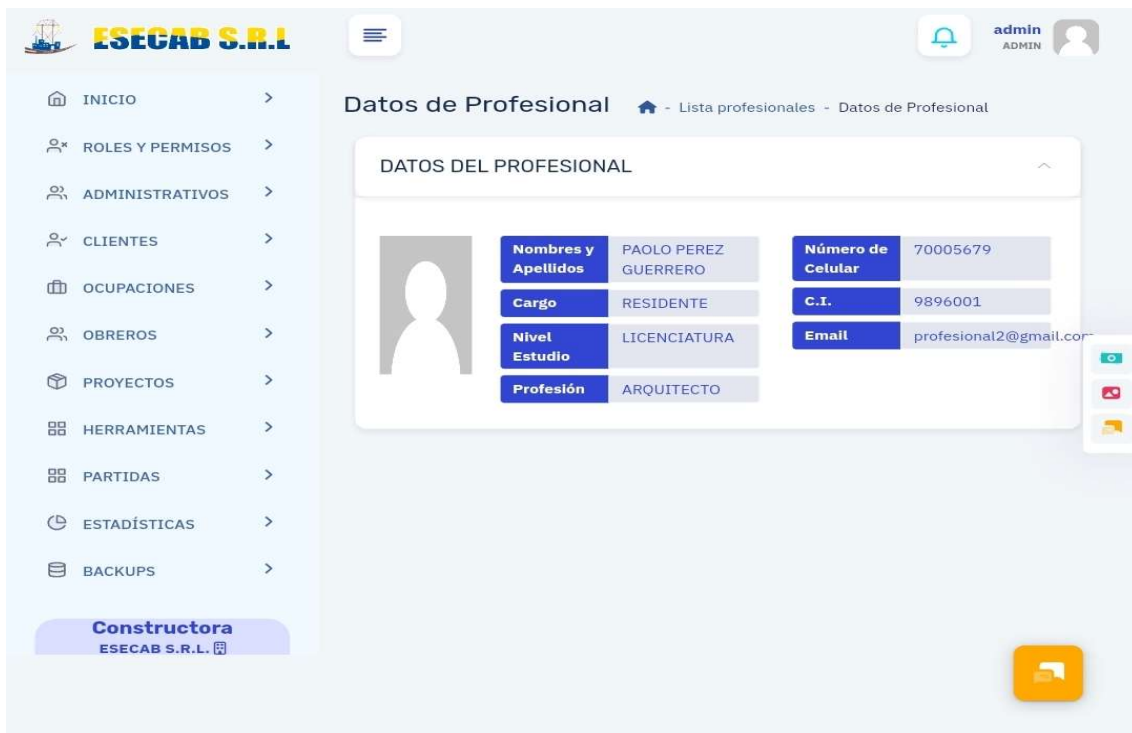 ESECAB S.R.L
admin
ADMIN
INICIO
ROLES Y PERMISOS
ADMINISTRATIVOS
CLIENTES
OCUPACIONES
OBREROS
PROYECTOS
HERRAMIENTAS
PARTIDAS
ESTADÍSTICAS
BACKUPS
Constructora
ESECAB S.R.L.
Datos de Profesional - Lista profesionales - Datos de Profesional
DATOS DEL PROFESIONAL
Nombres y Apellidos PAOLO PEREZ GUERRERO
Cargo RESIDENTE
Nivel Estudio LICENCIATURA
Profesión ARQUITECTO
Número de Celular 70005679
C.I. 9896001
Email profesional2@gmail.com